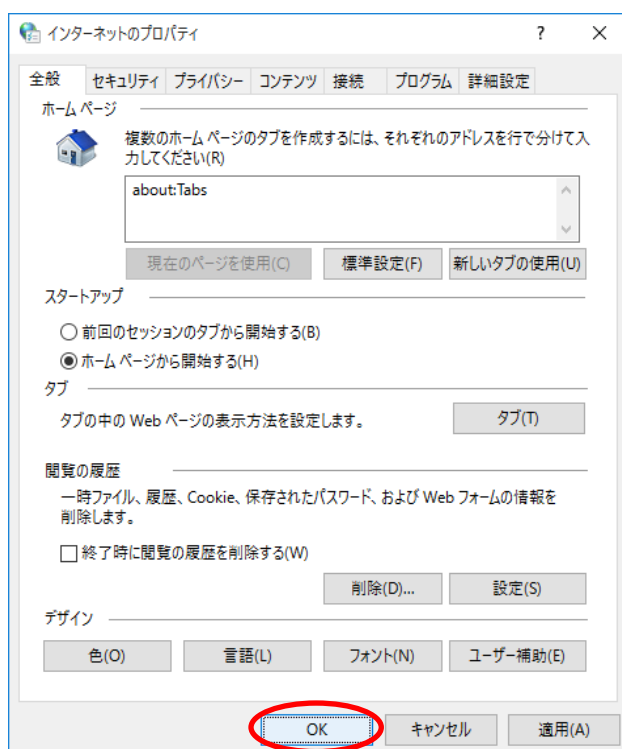 インターネットのプロパティ ? ×
全般 セキュリティ プライバシー コンテンツ 接続 プログラム 詳細設定
ホーム ページ
複数のホーム ページのタブを作成するには、それぞれのアドレスを行で分けて入
力してください(R)
about:Tabs
現在のページを使用(C) 標準設定(F) 新しいタブの使用(U)
スタートアップ
前回のセッションのタブから開始する(B)
ホーム ページから開始する(H)
タブ
タブの中の Web ページの表示方法を設定します。 タブ(T)
閲覧の履歴
一時ファイル、履歴、Cookie、保存されたパスワード、および Web フォームの情報を
削除します。
終了時に閲覧の履歴を削除する(W)
削除(D)... 設定(S)
デザイン
色(O) 言語(L) フォント(N) ユーザー補助(E)
OK キャンセル 適用(A)